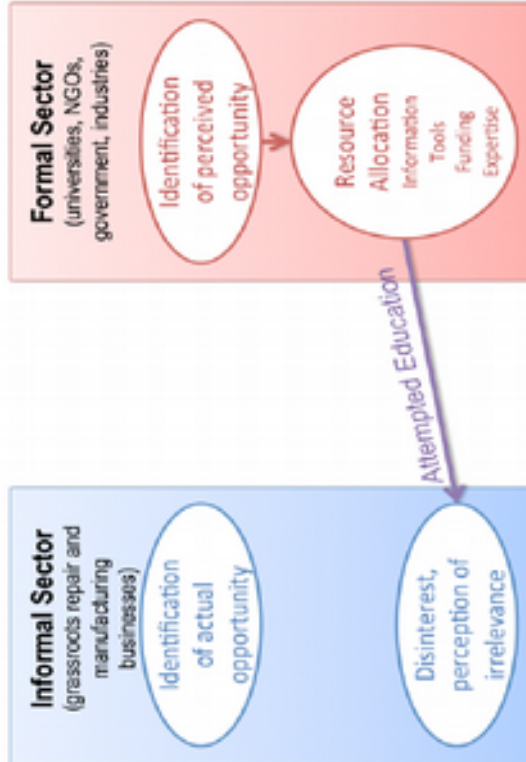 Informal Sector
(grassroots repair and
manufacturing
businesses)
Identification
of actual
opportunity
Disinterest,
perception of
irrelevance
Attempted Education
Formal Sector
(universities, NGOs,
government, industries)
Identification
of perceived
opportunity
Resource
Allocation
Information
Tools
Funding
Expertise